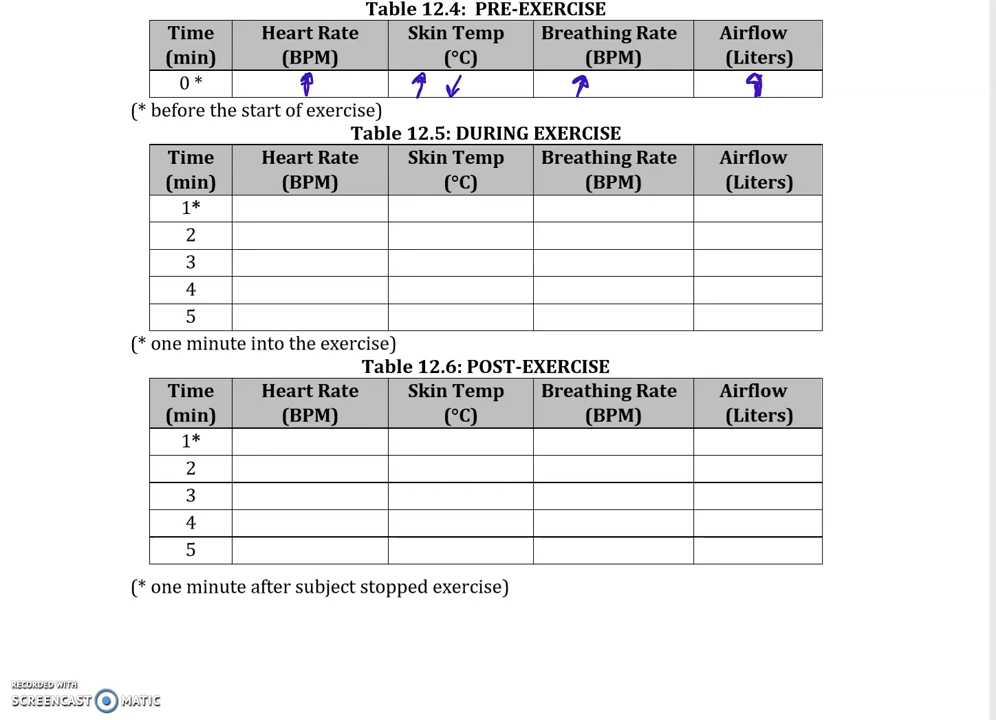 Table 12.4: PRE-EXERCISE
Time (min) Heart Rate (BPM) Skin Temp (°C) Breathing Rate (BPM) Airflow (Liters)
0 * ↑ ↑ ↓ ↑ ↑
(* before the start of exercise)
Table 12.5: DURING EXERCISE
Time (min) Heart Rate (BPM) Skin Temp (°C) Breathing Rate (BPM) Airflow (Liters)
1*
2
3
4
5
(* one minute into the exercise)
Table 12.6: POST-EXERCISE
Time (min) Heart Rate (BPM) Skin Temp (°C) Breathing Rate (BPM) Airflow (Liters)
1*
2
3
4
5
(* one minute after subject stopped exercise)
RECORDED WITH
SCREENCAST MATIC